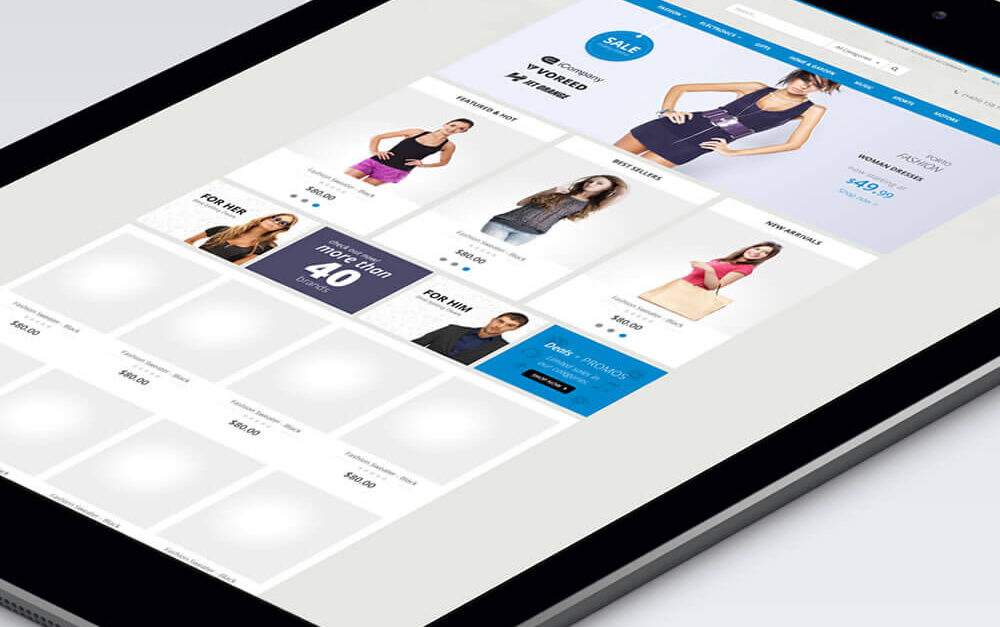 FASHION
ELECTRONICS
GIFTS
HOME & GARDEN
MUSIC
SPORTS
MOTORS
Search
All Categories
SALE
iCompany
VOREED
JET ORANGE
PORTO
FASHION
WOMAN DRESSES
now starting at
$49.99
Shop now >
FEATURED & HOT
Fashion Sweater - Black
$80.00
BEST SELLERS
Fashion Sweater - Black
$80.00
NEW ARRIVALS
Fashion Sweater - Black
$80.00
FOR HER
check out now!
more than
40
brands
FOR HIM
Deals + PROMOS
Limited sales in
our categories.
SHOP NOW
Fashion Sweater - Black
$80.00
Fashion Sweater - Black
$80.00
Fashion Sweater - Black
$80.00
Fashion Sweater - Black
$80.00
Fashion Sweater - Black
Fashion Sweater - Black